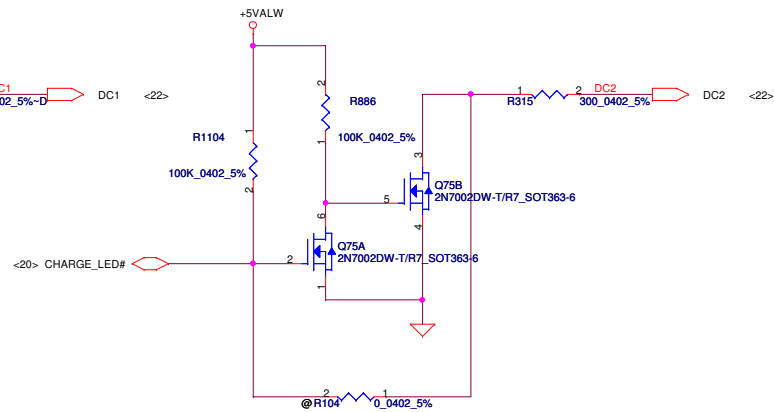 +5VALW
C1
02_5%~D
DC1
<22>
R1104
1
2
100K_0402_5%
2
R886
1
100K_0402_5%
1
R315
2
DC2
300_0402_5%
DC2
<22>
3
5
4
Q75B
2N7002DW-T/R7_SOT363-6
6
2
1
Q75A
2N7002DW-T/R7_SOT363-6
<20> CHARGE_LED#
2
1
@R104
0_0402_5%